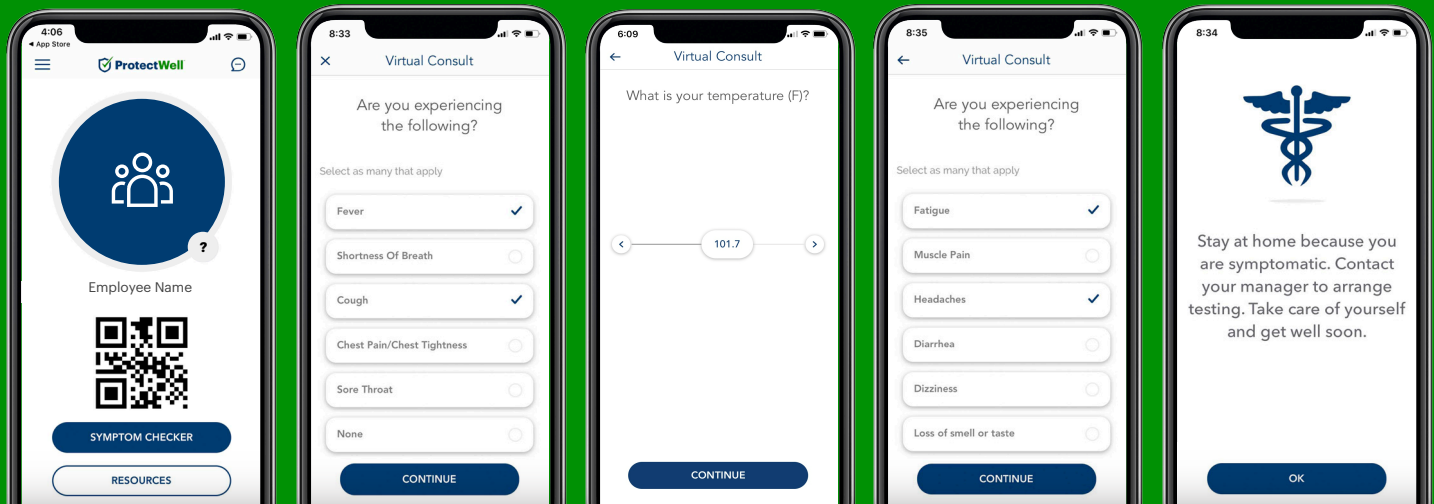 4:06
App Store
ProtectWell
?
Employee Name
SYMPTOM CHECKER
RESOURCES
8:33
Virtual Consult
Are you experiencing
the following?
Select as many that apply
Fever
Shortness Of Breath
Cough
Chest Pain/Chest Tightness
Sore Throat
None
CONTINUE
6:09
Virtual Consult
What is your temperature (F)?
101.7
CONTINUE
8:35
Virtual Consult
Are you experiencing
the following?
Select as many that apply
Fatigue
Muscle Pain
Headaches
Diarrhea
Dizziness
Loss of smell or taste
CONTINUE
8:34
Stay at home because you
are symptomatic. Contact
your manager to arrange
testing. Take care of yourself
and get well soon.
OK